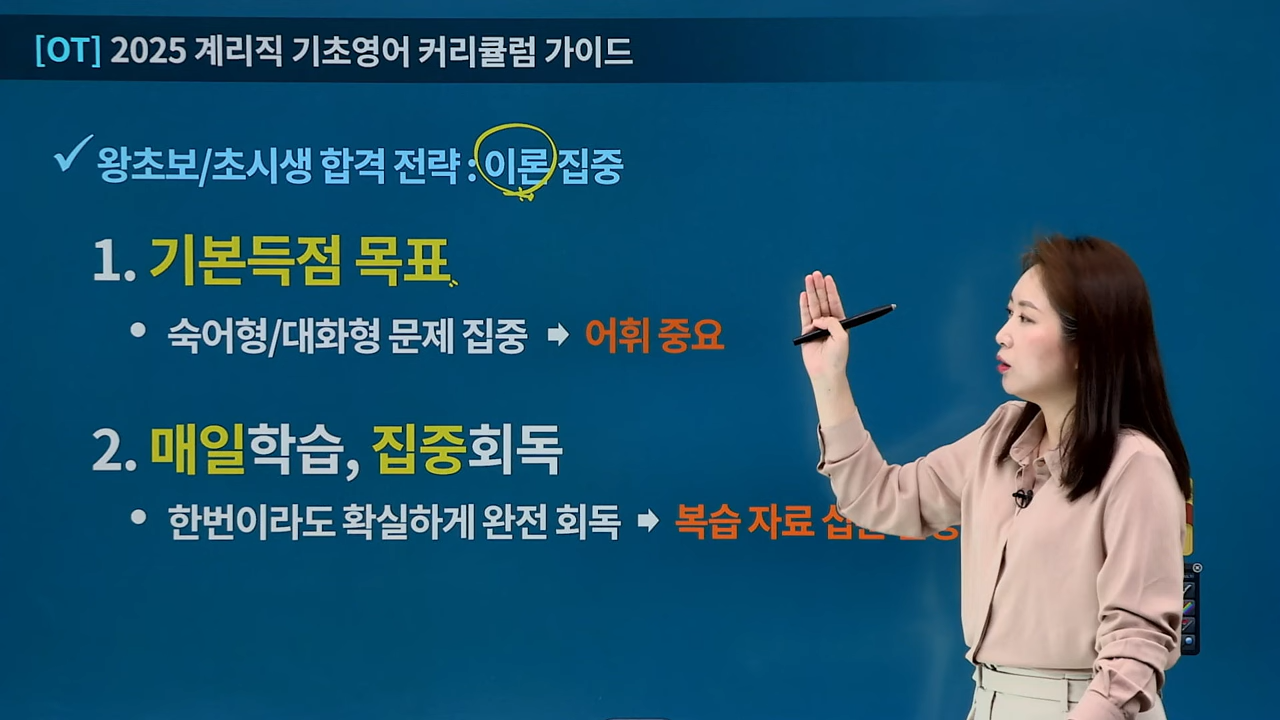 [OT] 2025 계리직 기초영어 커리큘럼 가이드
왕초보/초시생 합격 전략 : 이론 집중
1. 기본득점 목표
• 숙어형/대화형 문제 집중 ➡ 어휘 중요
2. 매일학습, 집중회독
• 한번이라도 확실하게 완전 회독 ➡ 복습 자료